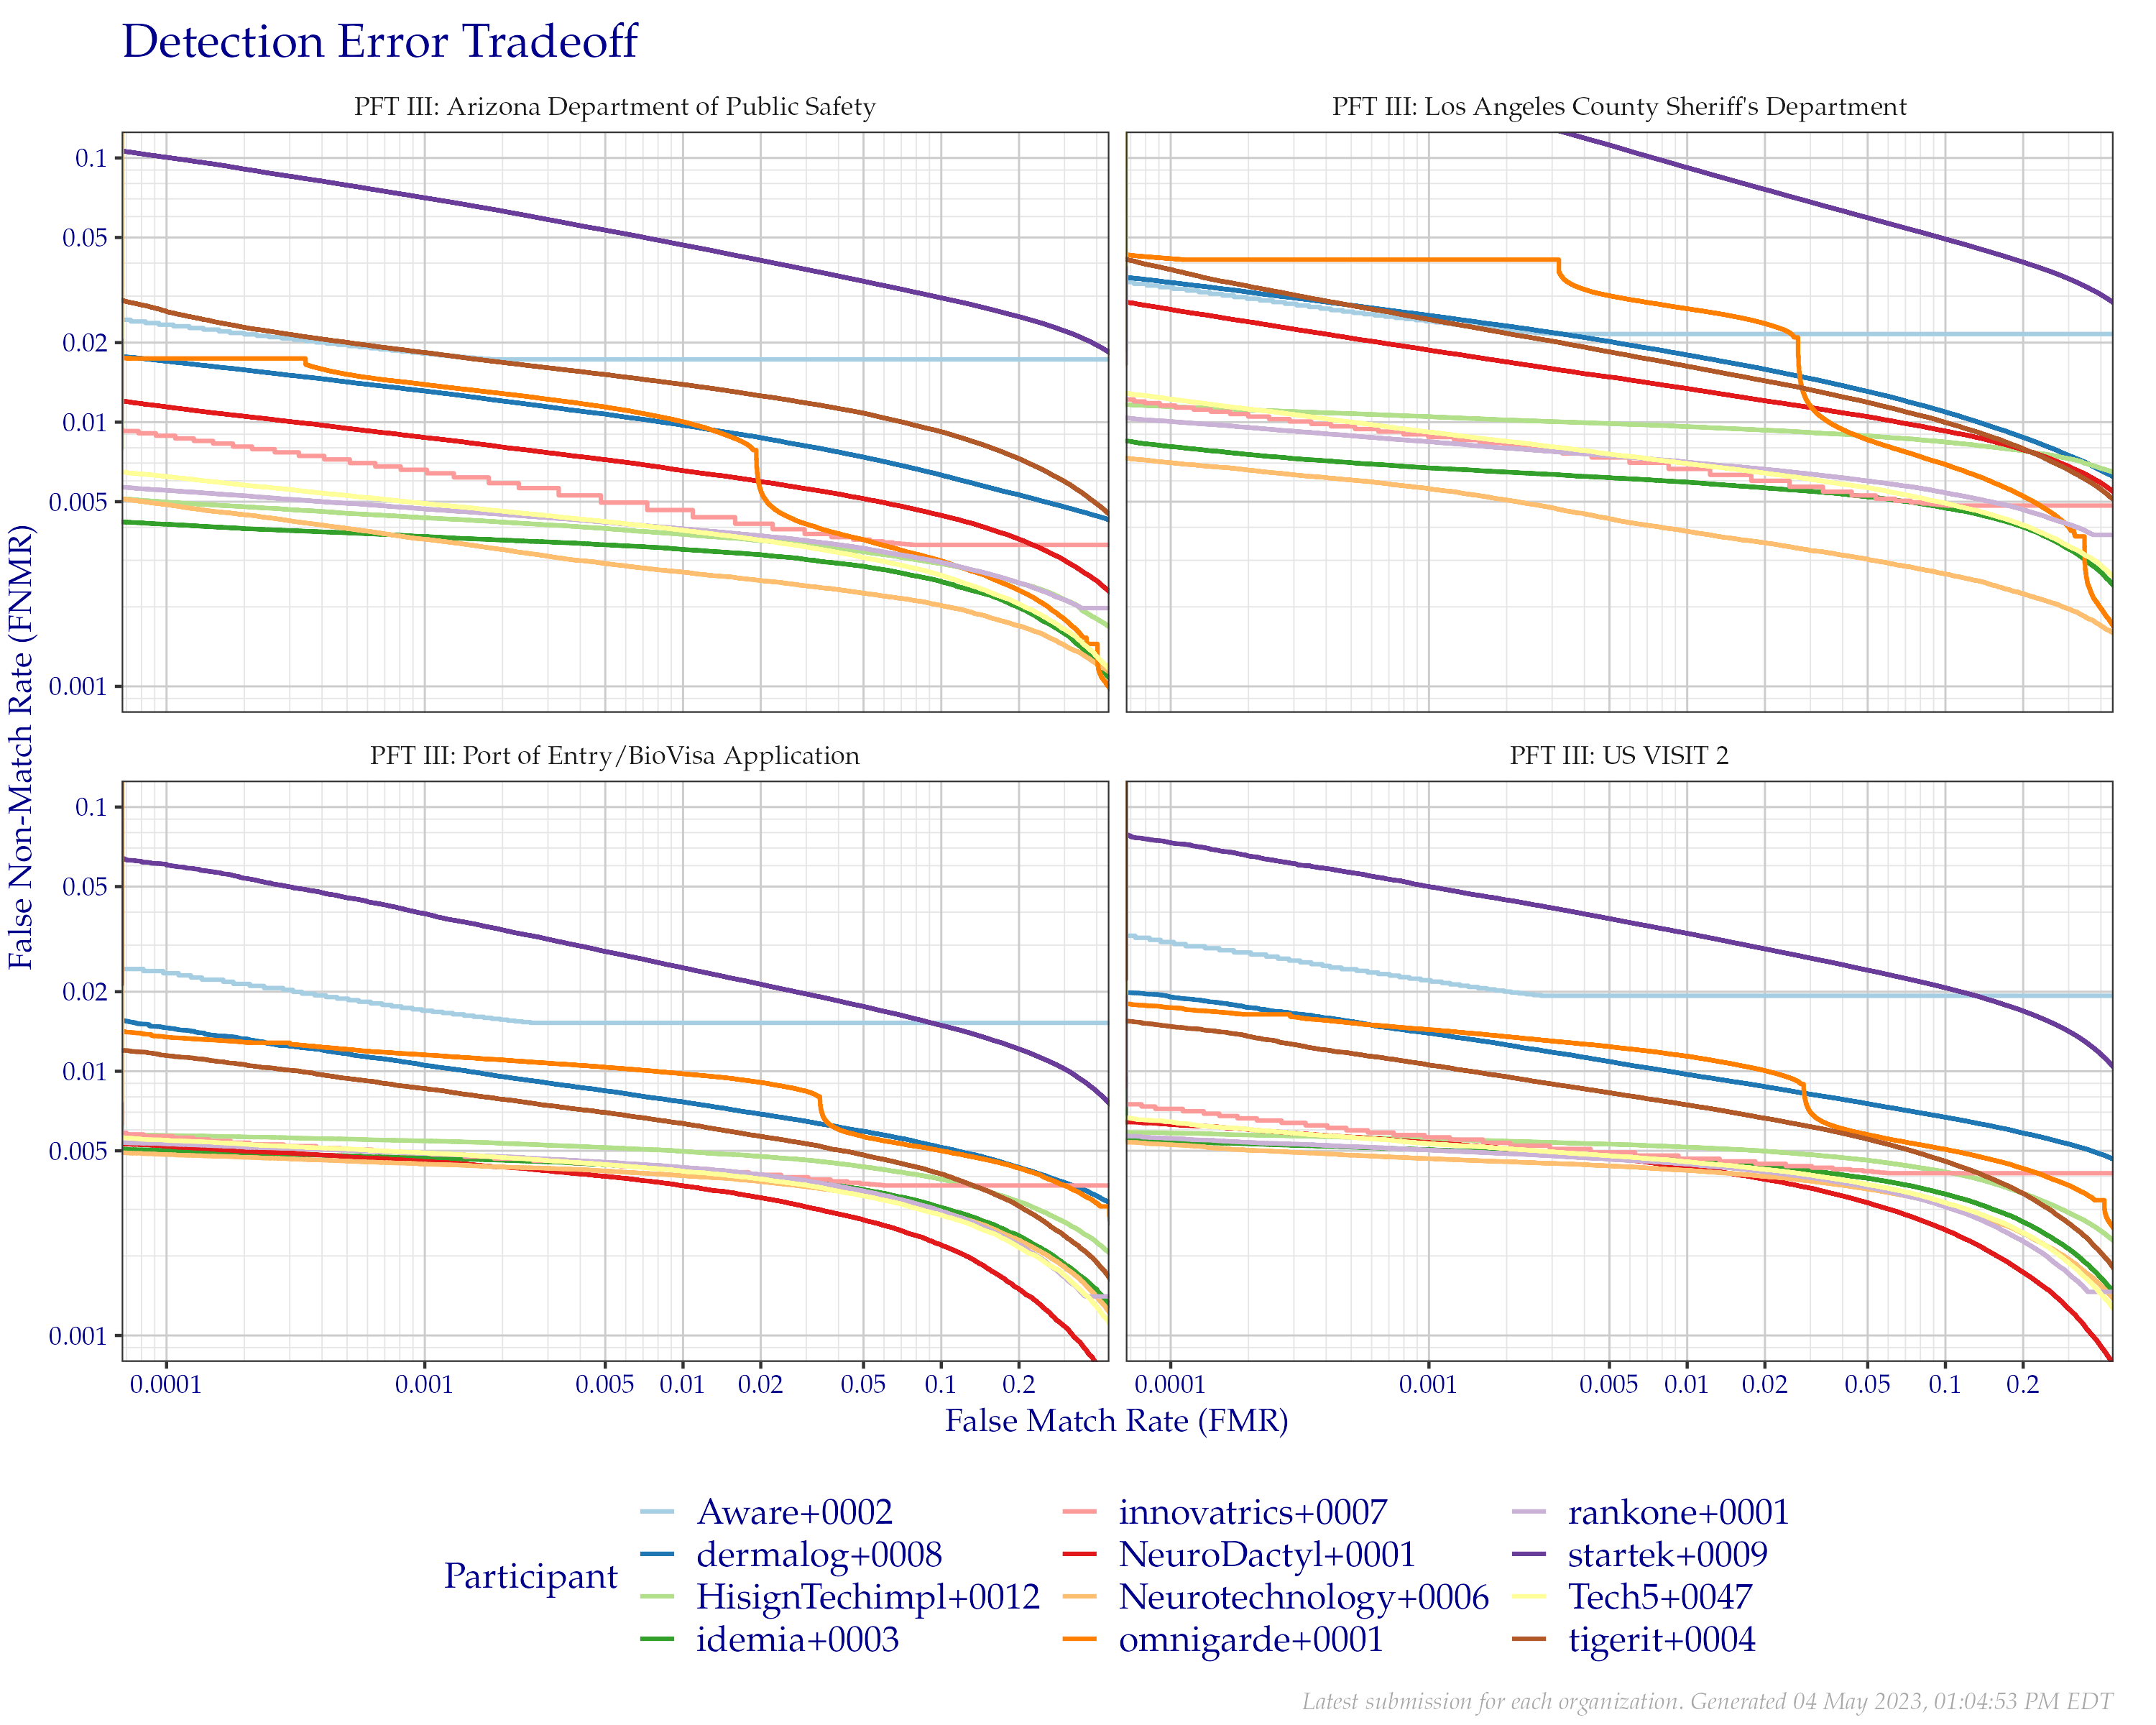 Detection Error Tradeoff
PFT III: Arizona Department of Public Safety
PFT III: Los Angeles County Sheriff's Department
0.1
0.05
0.02
0.01
0.005
0.001
False Non-Match Rate (FNMR)
PFT III: Port of Entry/BioVisa Application
PFT III: US VISIT 2
0.1
0.05
0.02
0.01
0.005
0.001
0.0001 0.001 0.005 0.01 0.02 0.05 0.1 0.2
0.0001 0.001 0.005 0.01 0.02 0.05 0.1 0.2
False Match Rate (FMR)
Participant
Aware+0002
dermalog+0008
HisignTechimpl+0012
idemia+0003
innovatrics+0007
NeuroDactyl+0001
Neurotechnology+0006
omnigarde+0001
rankone+0001
startek+0009
Tech5+0047
tigerit+0004
Latest submission for each organization. Generated 04 May 2023, 01:04:53 PM EDT